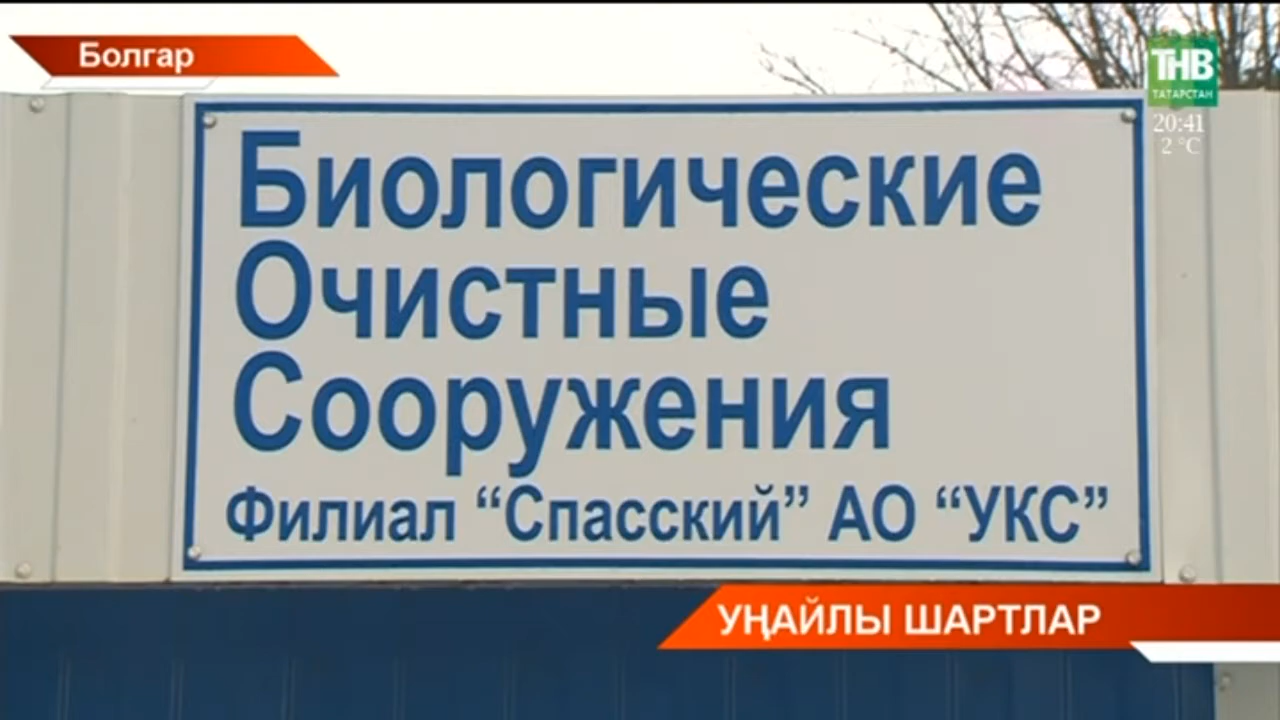 Болгар
ТНВ
ТАТАРСТАН
20:41
2 °C
Биологические
Очистные
Сооружения
Филиал “Спасский” АО “УКС”
УҢАЙЛЫ ШАРТЛАР